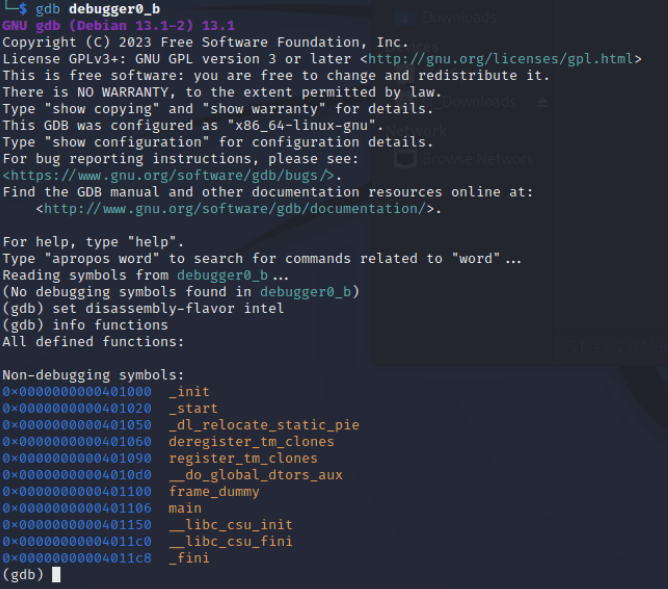 └─$ gdb debugger0_b
GNU gdb (Debian 13.1-2) 13.1
Copyright (C) 2023 Free Software Foundation, Inc.
License GPLv3+: GNU GPL version 3 or later <http://gnu.org/licenses/gpl.html>
This is free software: you are free to change and redistribute it.
There is NO WARRANTY, to the extent permitted by law.
Type "show copying" and "show warranty" for details.
This GDB was configured as "x86_64-linux-gnu".
Type "show configuration" for configuration details.
For bug reporting instructions, please see:
<https://www.gnu.org/software/gdb/bugs/>.
Find the GDB manual and other documentation resources online at:
    <http://www.gnu.org/software/gdb/documentation/>.

For help, type "help".
Type "apropos word" to search for commands related to "word"...
Reading symbols from debugger0_b...
(No debugging symbols found in debugger0_b)
(gdb) set disassembly-flavor intel
(gdb) info functions
All defined functions:

Non-debugging symbols:
0x0000000000401000  _init
0x0000000000401020  _start
0x0000000000401050  _dl_relocate_static_pie
0x0000000000401060  deregister_tm_clones
0x0000000000401090  register_tm_clones
0x00000000004010d0  __do_global_dtors_aux
0x0000000000401100  frame_dummy
0x0000000000401106  main
0x0000000000401150  __libc_csu_init
0x00000000004011c0  __libc_csu_fini
0x00000000004011c8  _fini
(gdb)
Downloads
Downloads
Network
Browse Network